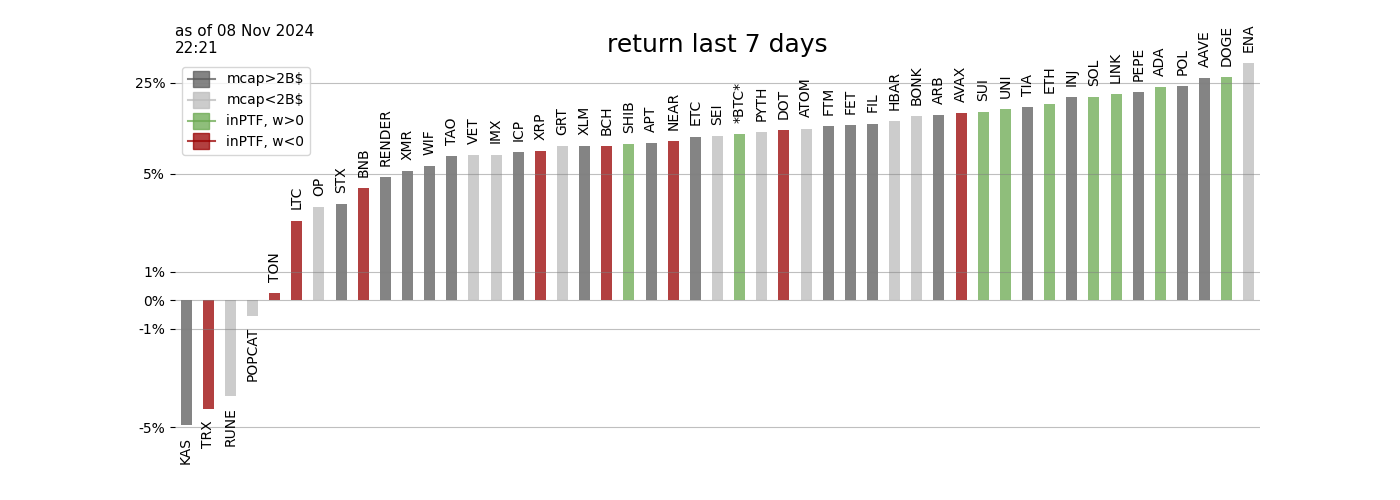 as of 08 Nov 2024
22:21
return last 7 days
mcap>2B$
mcap<2B$
inPTF, w>0
inPTF, w<0
25%
5%
1%
0%
-1%
-5%
KAS
TRX
RUNE
POPCAT
TON
LTC
OP
STX
BNB
RENDER
XMR
WIF
TAO
VET
IMX
ICP
XRP
GRT
XLM
BCH
SHIB
APT
NEAR
ETC
SEI
*BTC*
PYTH
DOT
ATOM
FTM
FET
FIL
HBAR
BONK
ARB
AVAX
SUI
UNI
TIA
ETH
INJ
SOL
LINK
PEPE
ADA
POL
AAVE
DOGE
ENA